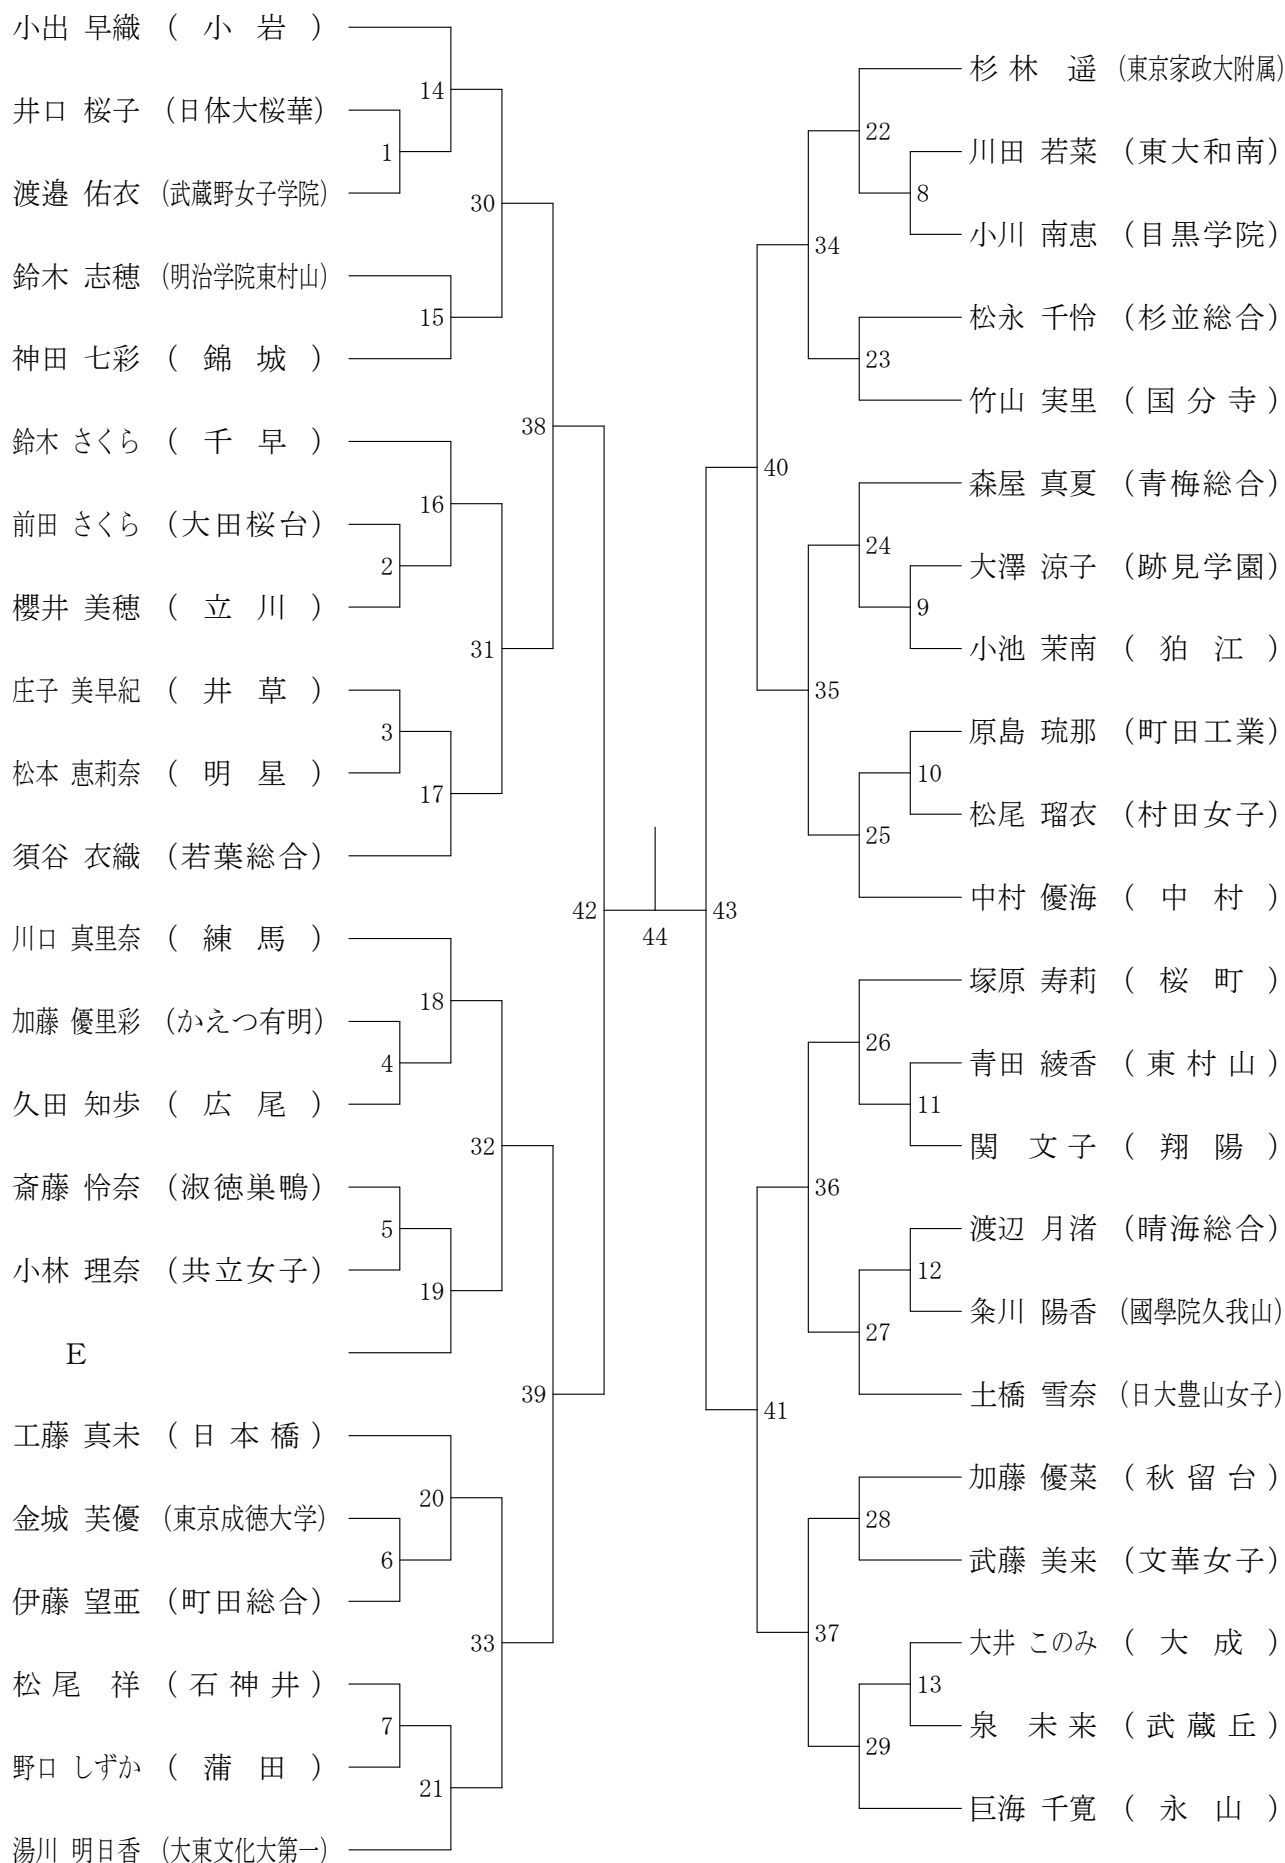 小出 早織 （ 小 岩 ）
井口 桜子 （日体大桜華）
渡邉 佑衣 （武蔵野女子学院）
鈴木 志穂 （明治学院東村山）
神田 七彩 （ 錦 城 ）
鈴木 さくら （ 千 早 ）
前田 さくら （大田桜台）
櫻井 美穂 （ 立 川 ）
庄子 美早紀 （ 井 草 ）
松本 恵莉奈 （ 明 星 ）
須谷 衣織 （若葉総合）
川口 真里奈 （ 練 馬 ）
加藤 優里彩 （かえつ有明）
久田 知歩 （ 広 尾 ）
斎藤 怜奈 （淑徳巣鴨）
小林 理奈 （共立女子）
E
工藤 真未 （ 日 本 橋 ）
金城 芙優 （東京成徳大学）
伊藤 望亜 （町田総合）
松尾 祥 （ 石 神 井 ）
野口 しずか （ 蒲 田 ）
湯川 明日香 （大東文化大第一）
1
2
3
4
5
6
7
14
15
16
17
18
19
20
21
30
31
32
33
38
39
42
44
43
40
41
34
35
36
37
22
23
24
25
26
27
28
29
8
9
10
11
12
13
杉林 遥 （東京家政大附属）
川田 若菜 （東大和南）
小川 南恵 （目黒学院）
松永 千怜 （杉並総合）
竹山 実里 （ 国 分 寺 ）
森屋 真夏 （青梅総合）
大澤 涼子 （跡見学園）
小池 茉南 （ 狛 江 ）
原島 琉那 （町田工業）
松尾 瑠衣 （村田女子）
中村 優海 （ 中 村 ）
塚原 寿莉 （ 桜 町 ）
青田 綾香 （ 東 村 山 ）
関 文子 （ 翔 陽 ）
渡辺 月渚 （晴海総合）
粂川 陽香 （國學院久我山）
土橋 雪奈 （日大豊山女子）
加藤 優菜 （ 秋 留 台 ）
武藤 美来 （文華女子）
大井 このみ （ 大 成 ）
泉 未来 （ 武 蔵 丘 ）
巨海 千寛 （ 永 山 ）